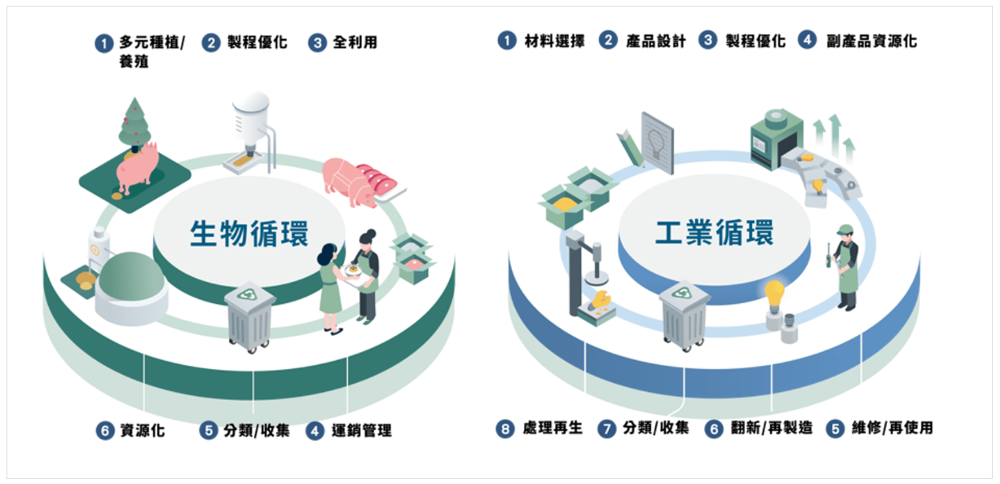 1 多元種植/
養殖
2 製程優化
3 全利用
生物循環
6 資源化
5 分類/收集
4 運銷管理
1 材料選擇
2 產品設計
3 製程優化
4 副產品資源化
工業循環
8 處理再生
7 分類/收集
6 翻新/再製造
5 維修/再使用